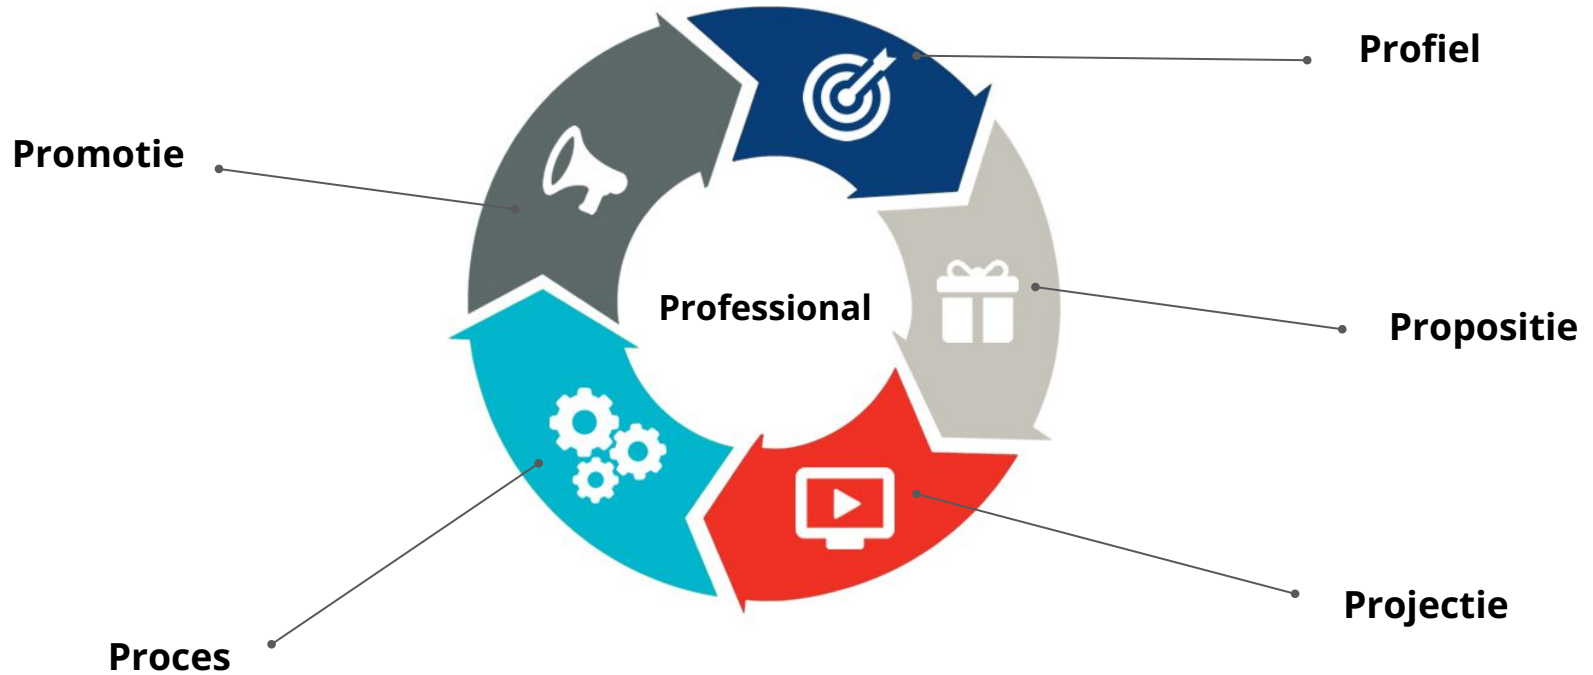 Profiel
Promotie
Professional
Propositie
Projectie
Proces